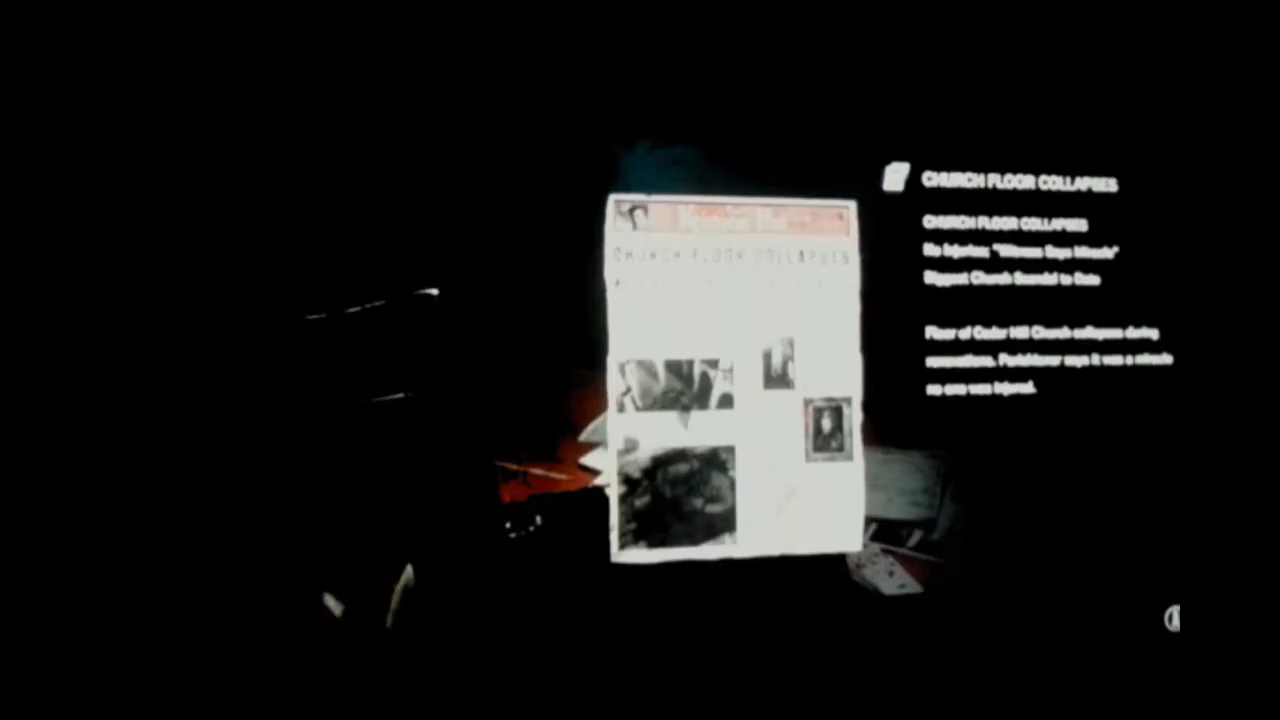 CHURCH FLOOR COLLAPSES
CHURCH FLOOR COLLAPSES
CHURCH FLOOR COLLAPSES
No Injuries; "Witness Says Miracle"
Biggest Church Scandal to Date
Floor of Cedar Hill Church collapses during
renovations. Parishioner says it was a miracle
no one was injured.